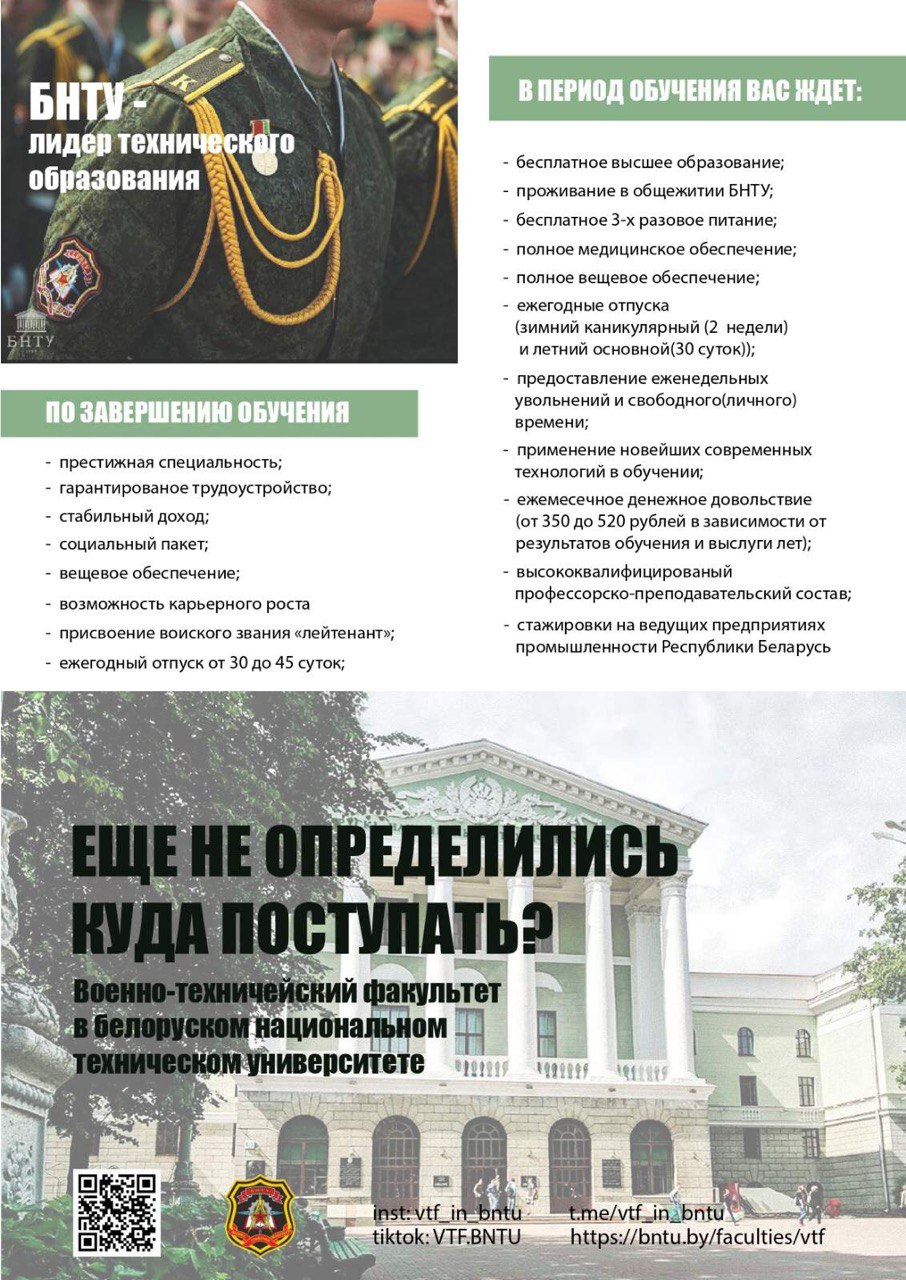 БНТУ -
лидер технического
образования
БНТУ
ПО ЗАВЕРШЕНИЮ ОБУЧЕНИЯ
- престижная специальность;
- гарантированое трудоустройство;
- стабильный доход;
- социальный пакет;
- вещевое обеспечение;
- возможность карьерного роста
- присвоение воиского звания «лейтенант»;
- ежегодный отпуск от 30 до 45 суток;
В ПЕРИОД ОБУЧЕНИЯ ВАС ЖДЕТ:
- бесплатное высшее образование;
- проживание в общежитии БНТУ;
- бесплатное 3-х разовое питание;
- полное медицинское обеспечение;
- полное вещевое обеспечение;
- ежегодные отпуска
(зимний каникулярный (2 недели)
и летний основной(30 суток));
- предоставление еженедельных
увольнений и свободного(личного)
времени;
- применение новейших современных
технологий в обучении;
- ежемесечное денежное довольствие
(от 350 до 520 рублей в зависимости от
результатов обучения и выслуги лет);
- высококвалифицированый
профессорско-преподавательский состав;
- стажировки на ведущих предприятиях
промышленности Республики Беларусь
ЕЩЕ НЕ ОПРЕДЕЛИЛИСЬ
КУДА ПОСТУПАТЬ?
Военно-техничейский факультет
в белоруском национальном
техническом университете
inst: vtf_in_bntu
tiktok: VTF.BNTU
t.me/vtf_in_bntu
https://bntu.by/faculties/vtf